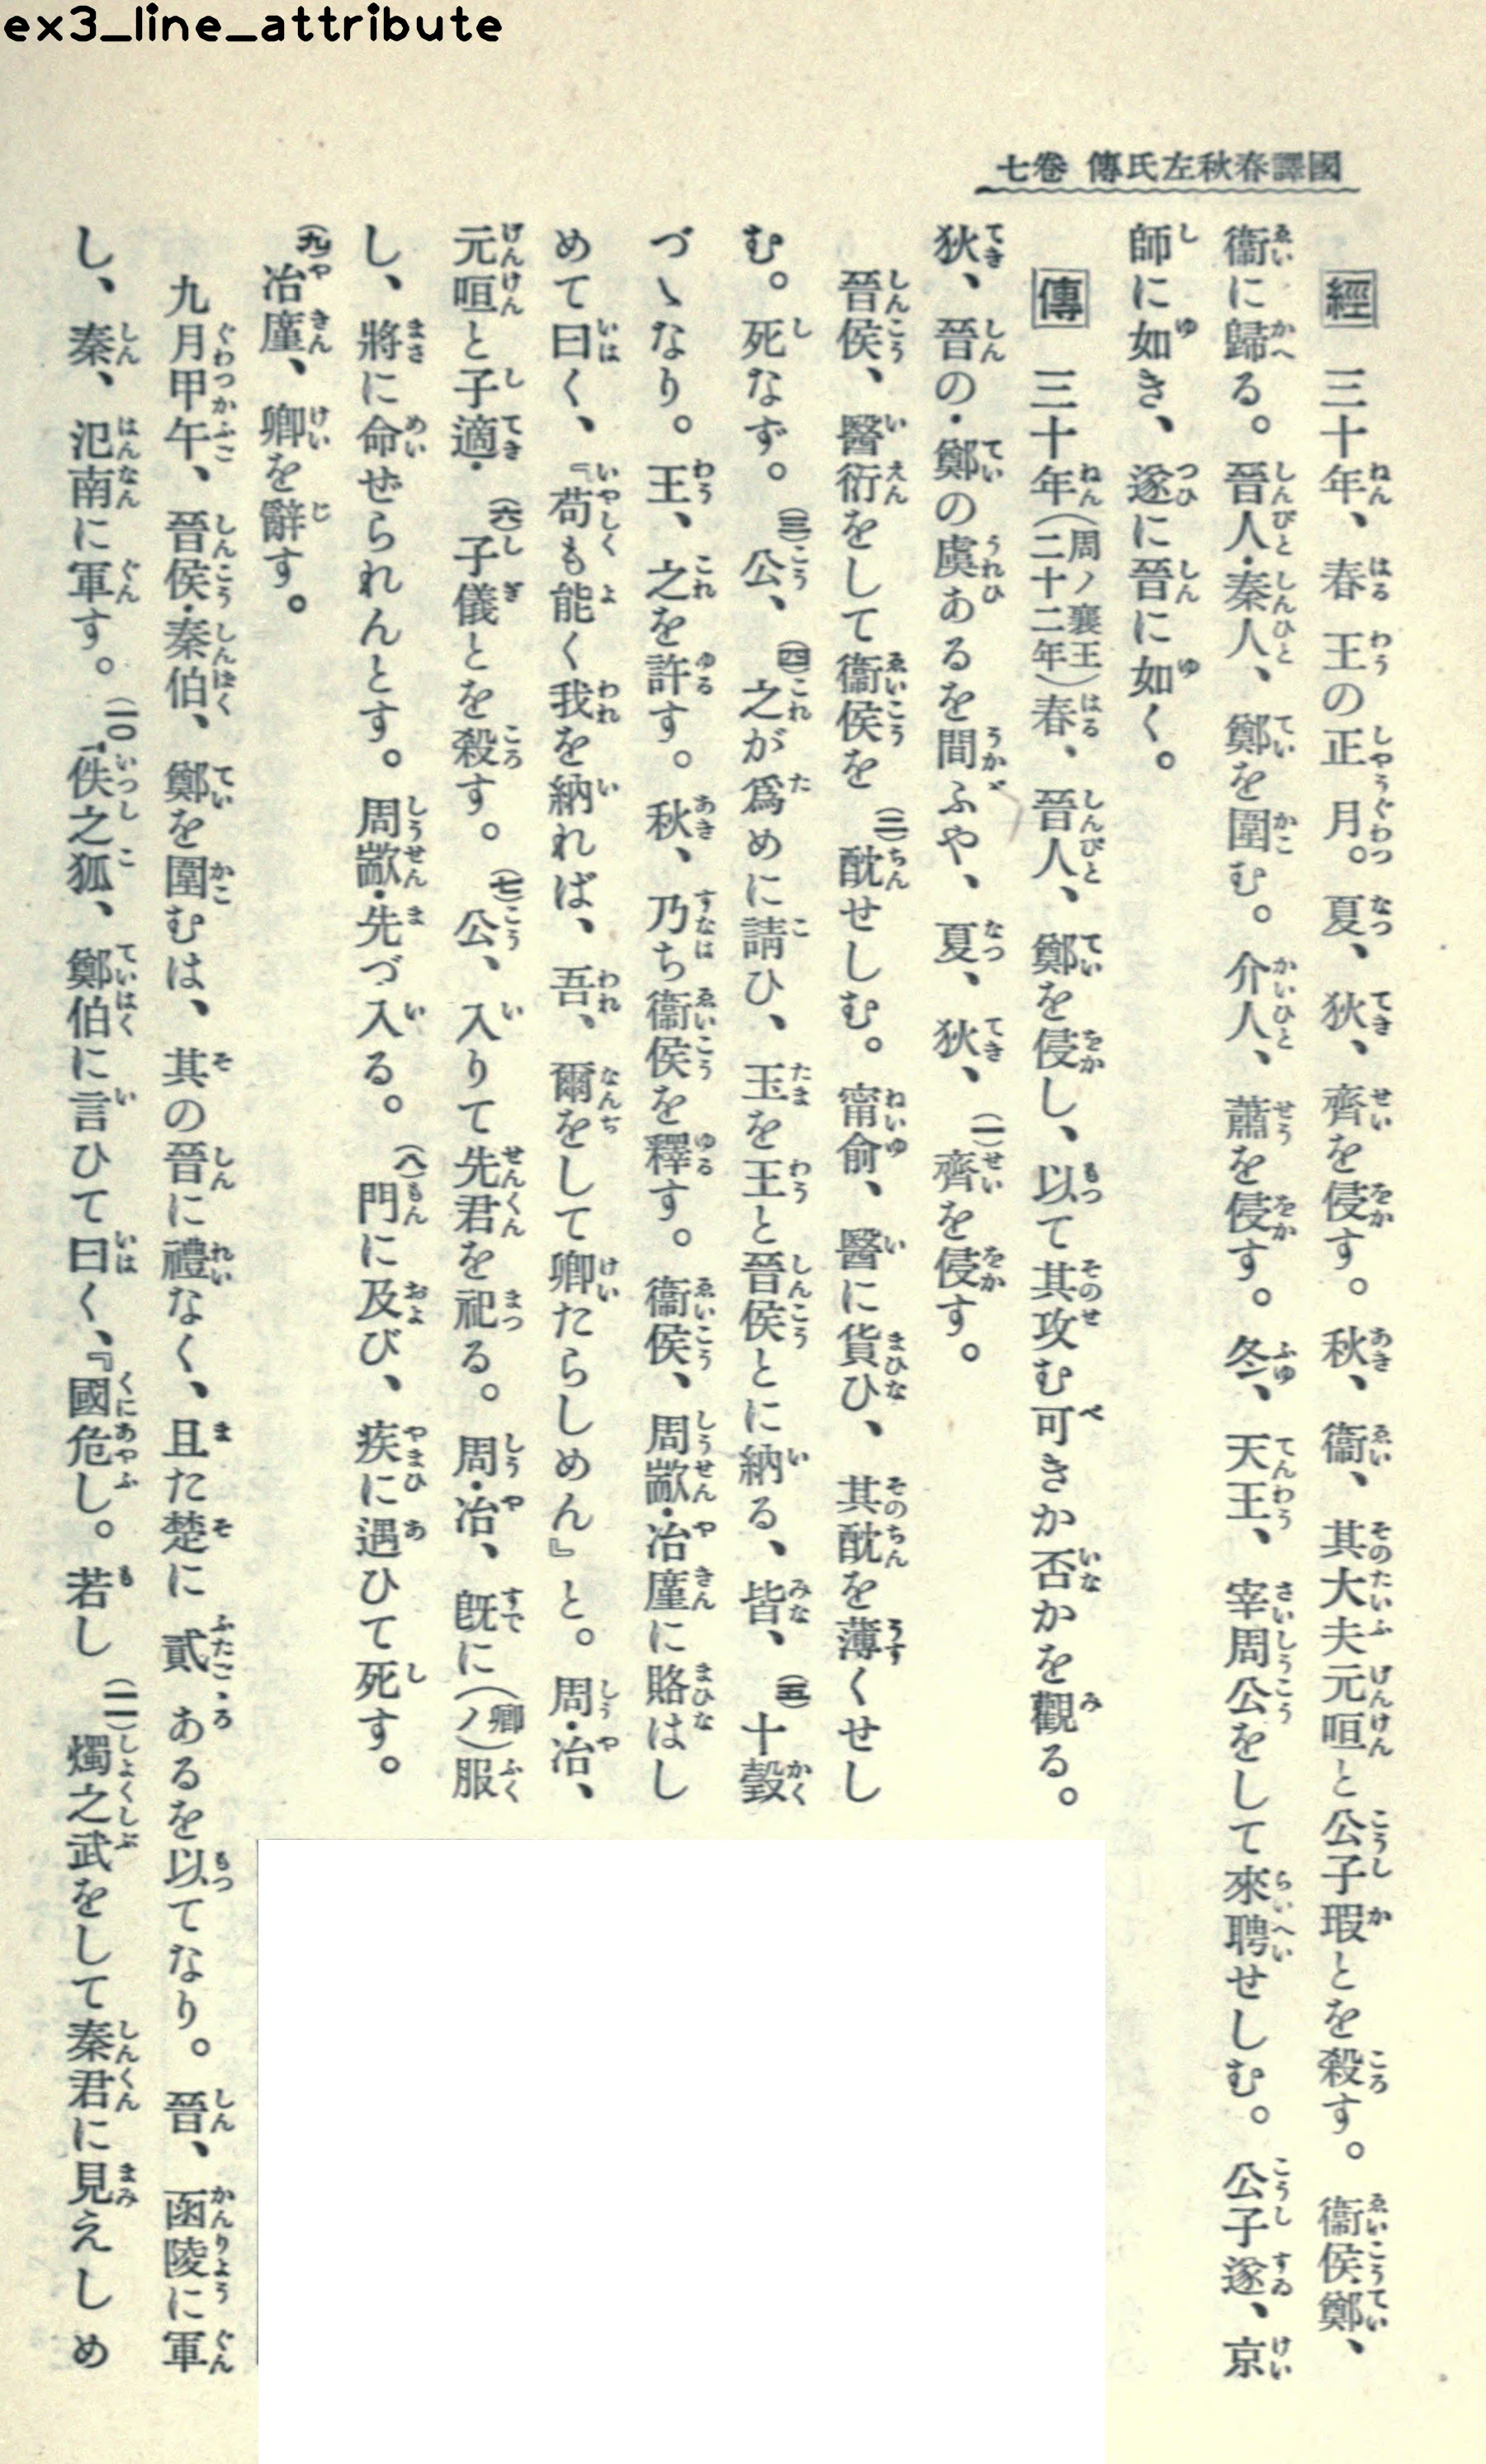 ex3_line_attribute
國譯春秋左氏傳 卷七
經 三十年、春 王の正月。夏、狄、齊を侵す。秋、衞、其大夫元咺と公子瑕とを殺す。衞侯鄭、
衞に歸る。晉人・秦人、鄭を圍む。介人、蕭を侵す。冬、天王、宰周公をして來聘せしむ。公子遂、京
師に如き、遂に晉に如く。
傳 三十年(周ノ襄王二十二年)春、晉人、鄭を侵し、以て其攻む可きか否かを觀る。
狄、晉の・鄭の虞あるを間ふや、夏、狄、(一)齊を侵す。
晉侯、醫衍をして衞侯を(二)酖せしむ。甯俞、醫に貨ひ、其酖を薄くせし
む。死なず。(三)公、(四)之が爲めに請ひ、玉を王と晉侯とに納る、皆、(五)十瑴
づゝなり。王、之を許す。秋、乃ち衞侯を釋す。衞侯、周歂・冶廑に賂はし
めて曰く、『苟も能く我を納れば、吾、爾をして卿たらしめん』と。周・冶、
元咺と子適・(六)子儀とを殺す。(七)公、入りて先君を祀る。周・冶、旣に(卿ノ)服
し、將に命ぜられんとす。周歂・先づ入る。(八)門に及び、疾に遇ひて死す。
(九)冶廑、卿を辭す。
九月甲午、晉侯・秦伯、鄭を圍むは、其の晉に禮なく、且た楚に貳あるを以てなり。晉、函陵に軍
し、秦、氾南に軍す。(一〇)佚之狐、鄭伯に言ひて曰く、『國危し。若し(一一)燭之武をして秦君に見えしめ